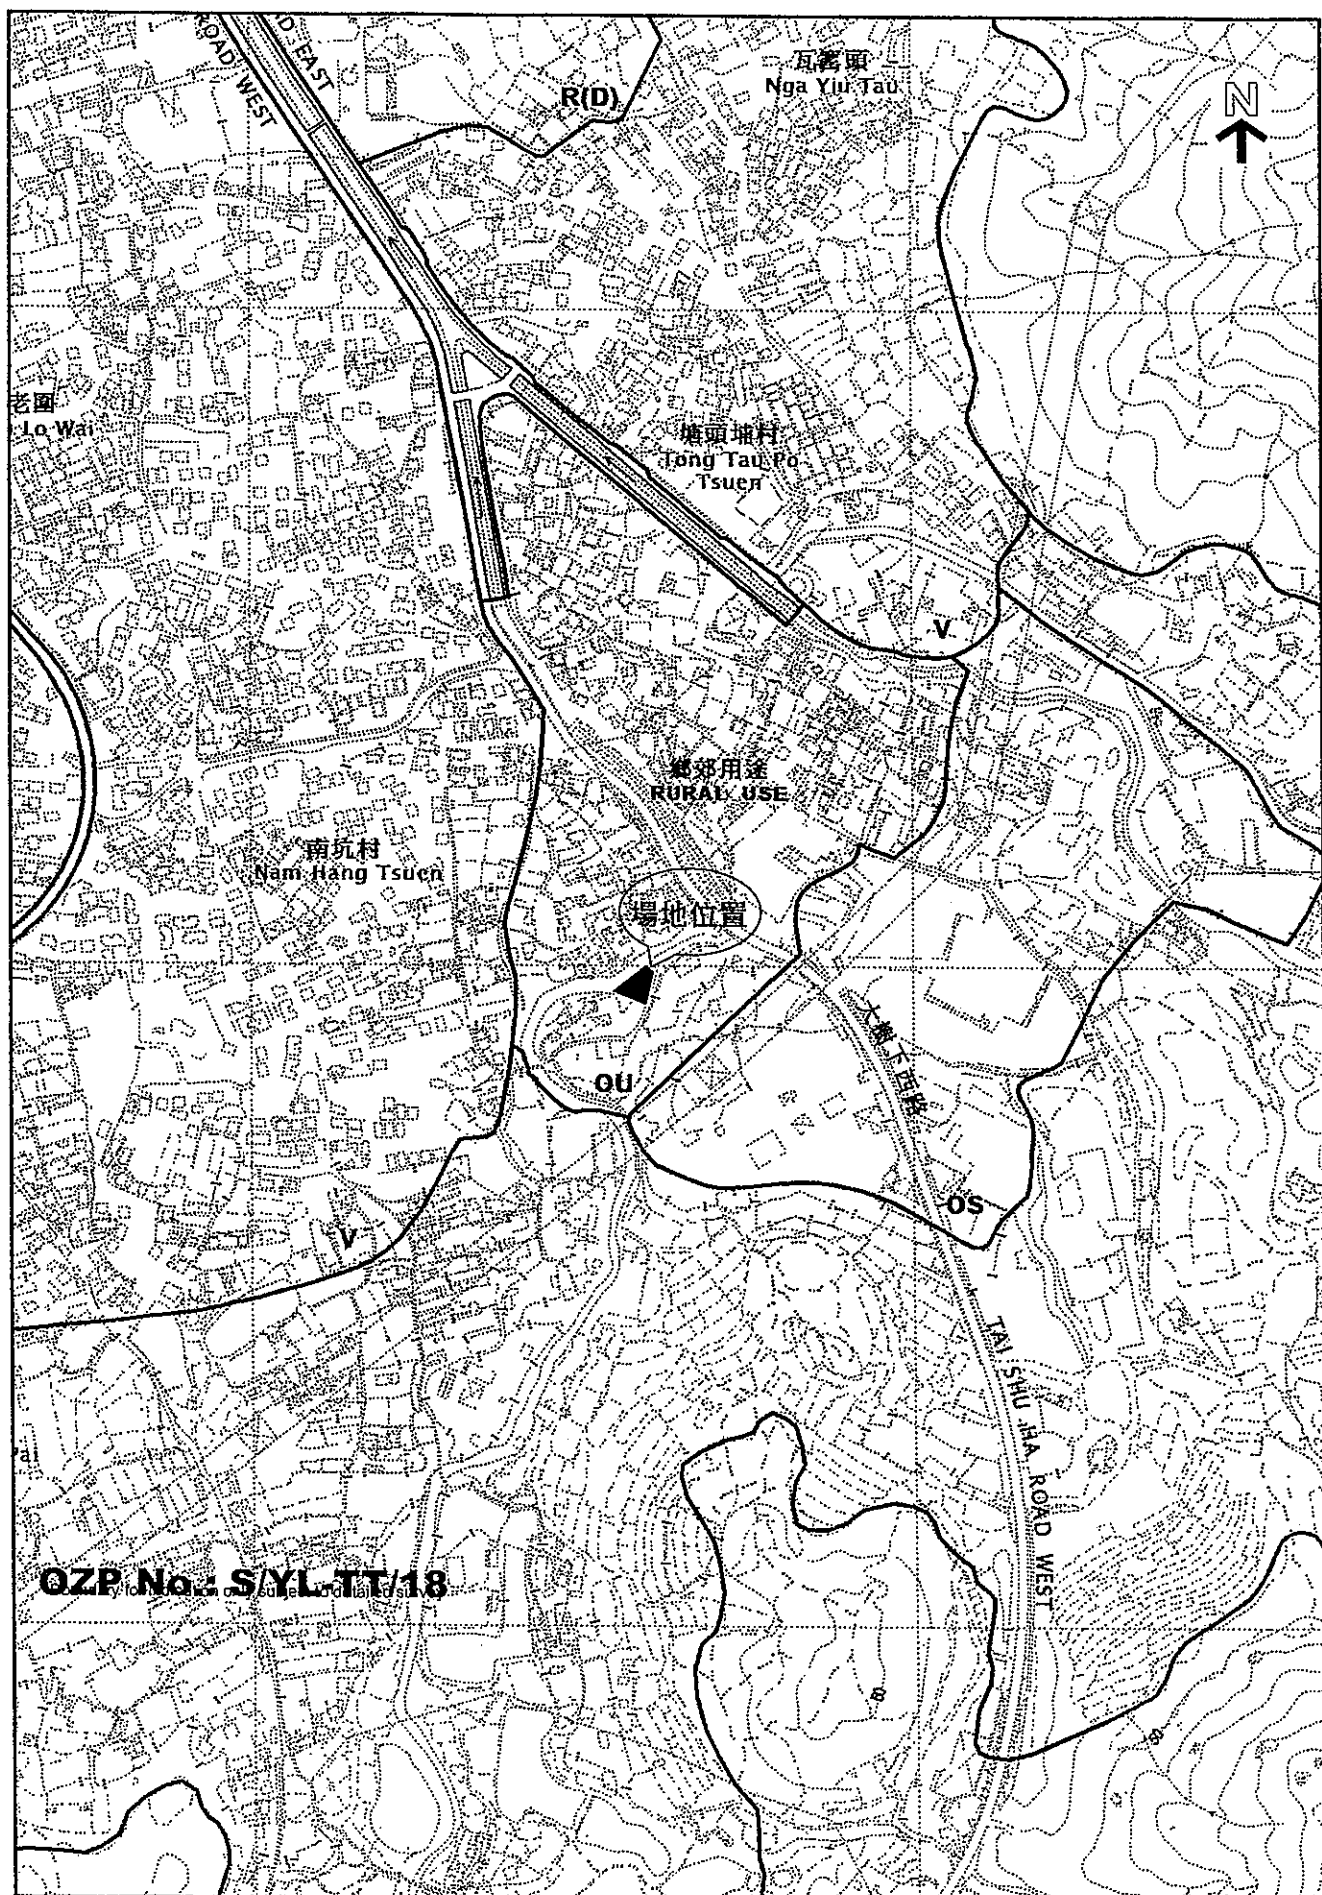 ROAD WEST
D EAST
R(D)
瓦窰頭
Nga Yiu Tau
N
老圍
Lo Wai
塘頭埔村
Tong Tau Po
Tsuen
V
鄉郊用途
RURAL USE
南坑村
Nam Hang Tsuen
場地位置
大樹下西路
OU
OS
V
TAI SHU HA ROAD WEST
OZP No.: S/YL-TT/18